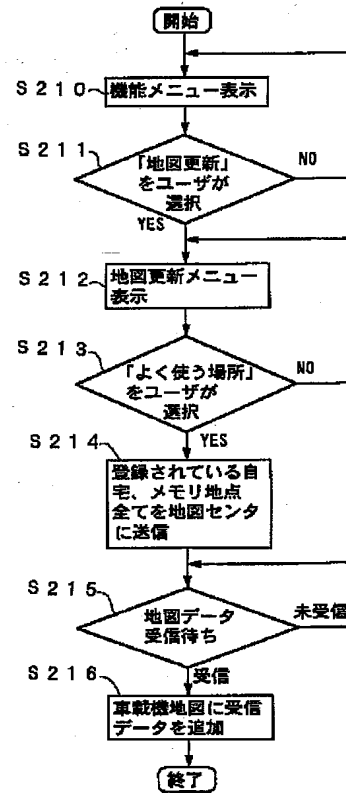 開始
S210
機能メニュー表示
S211
「地図更新」
をユーザが
選択
NO
YES
S212
地図更新メニュー
表示
S213
「よく使う場所」
をユーザが
選択
NO
YES
S214
登録されている自
宅、メモリ地点
全てを地図センタ
に送信
S215
地図データ
受信待ち
未受信
受信
S216
車載機地図に受信
データを追加
終了